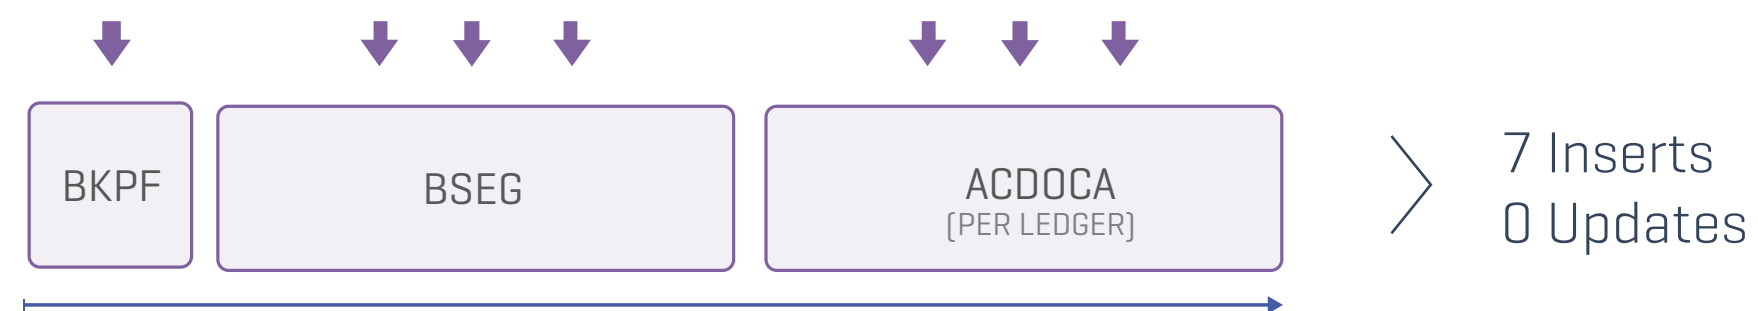 BKPF
BSEG
ACDOCA
(PER LEDGER)
7 Inserts
0 Updates